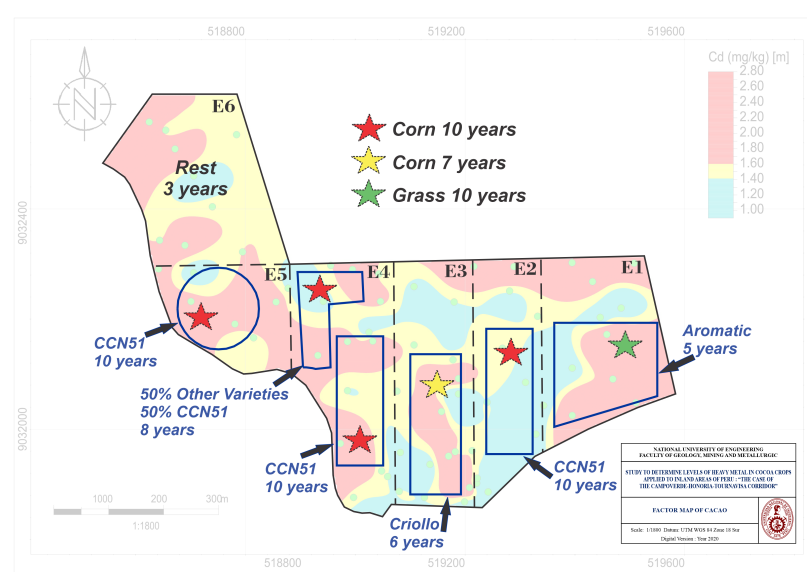 518800
519200
519600
Cd (mg/kg) [m]
2.80
2.60
2.40
2.20
2.00
1.80
1.60
1.40
1.20
1.00
N
E6
Corn 10 years
Corn 7 years
Grass 10 years
Rest
3 years
9032400
E5
E4
E3
E2
E1
CCN51
10 years
Aromatic
5 years
50% Other Varieties
50% CCN51
8 years
9032000
CCN51
10 years
CCN51
10 years
Criollo
6 years
1000
200
300m
1:1800
NATIONAL UNIVERSITY OF ENGINEERING
FACULTY OF GEOLOGY, MINING AND METALLURGIC
STUDY TO DETERMINE LEVELS OF HEAVY METAL IN COCOA CROPS
APPLIED TO INLAND AREAS OF PERU : "THE CASE OF
THE CAMPOVERDE-HONORIA-TOURNAVISA CORRIDOR"
FACTOR MAP OF CACAO
Scale: 1/1800 Datum: UTM WGS 84 Zone 18 Sur
Digital Version : Year 2020
518800
519200
519600